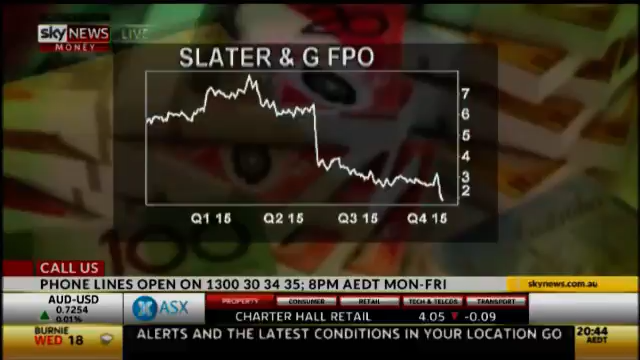 sky NEWS LIVE
MONEY
SLATER & G FPO
7
6
5
4
3
2
Q1 15 Q2 15 Q3 15 Q4 15
100
CALL US
PHONE LINES OPEN ON 1300 30 34 35; 8PM AEDT MON-FRI
skynews.com.au
AUD-USD
0.7254
0.01%
ASX
PROPERTY CONSUMER RETAIL TECH & TELCOS TRANSPORT
CHARTER HALL RETAIL 4.05 -0.09
BURNIE
WED 18
ALERTS AND THE LATEST CONDITIONS IN YOUR LOCATION GO
20:44
AEDT